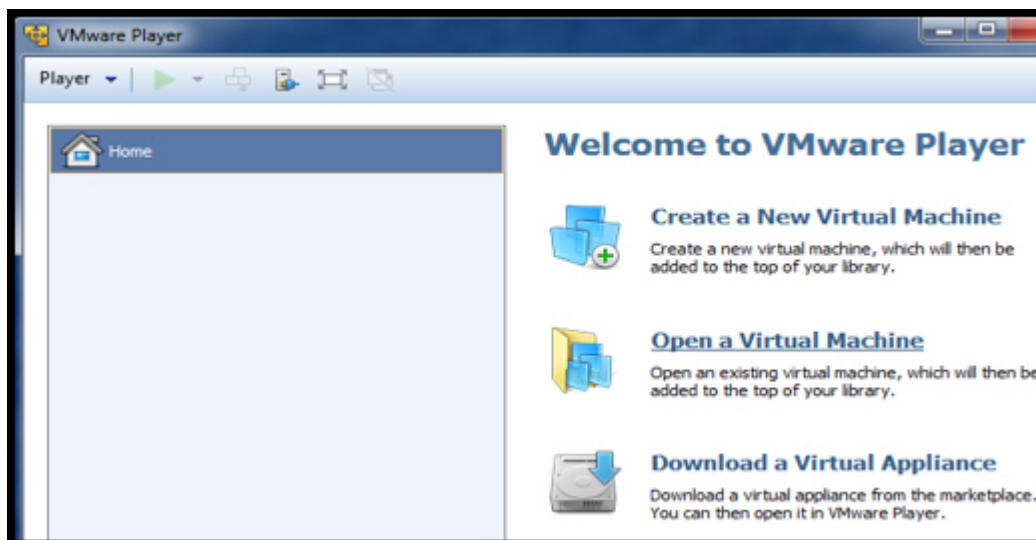 VMware Player
Player
Home
Welcome to VMware Player
Create a New Virtual Machine
Create a new virtual machine, which will then be
added to the top of your library.
Open a Virtual Machine
Open an existing virtual machine, which will then be
added to the top of your library.
Download a Virtual Appliance
Download a virtual appliance from the marketplace.
You can then open it in VMware Player.